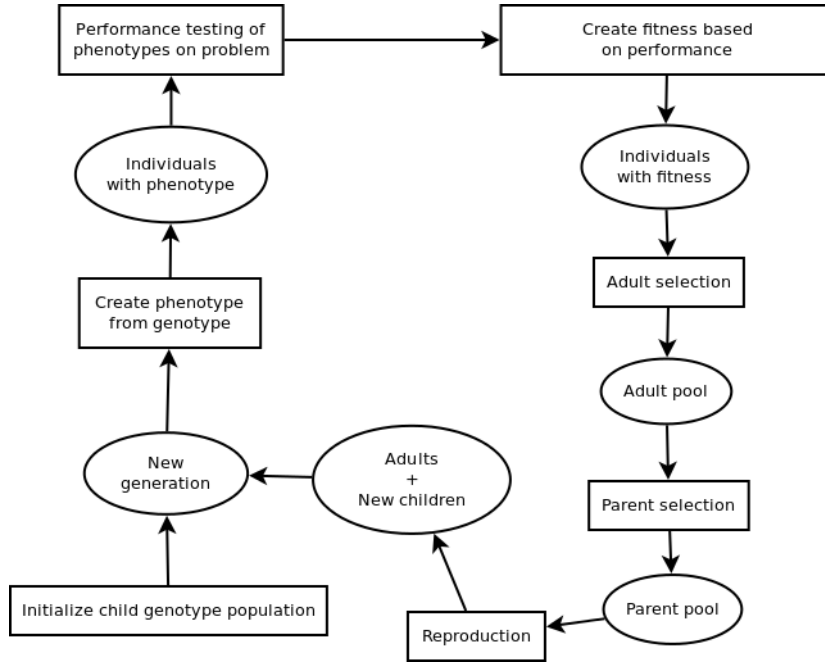 Performance testing of
phenotypes on problem
Create fitness based
on performance
Individuals
with phenotype
Individuals
with fitness
Create phenotype
from genotype
Adult selection
Adult pool
New
generation
Adults
+
New children
Parent selection
Initialize child genotype population
Reproduction
Parent pool